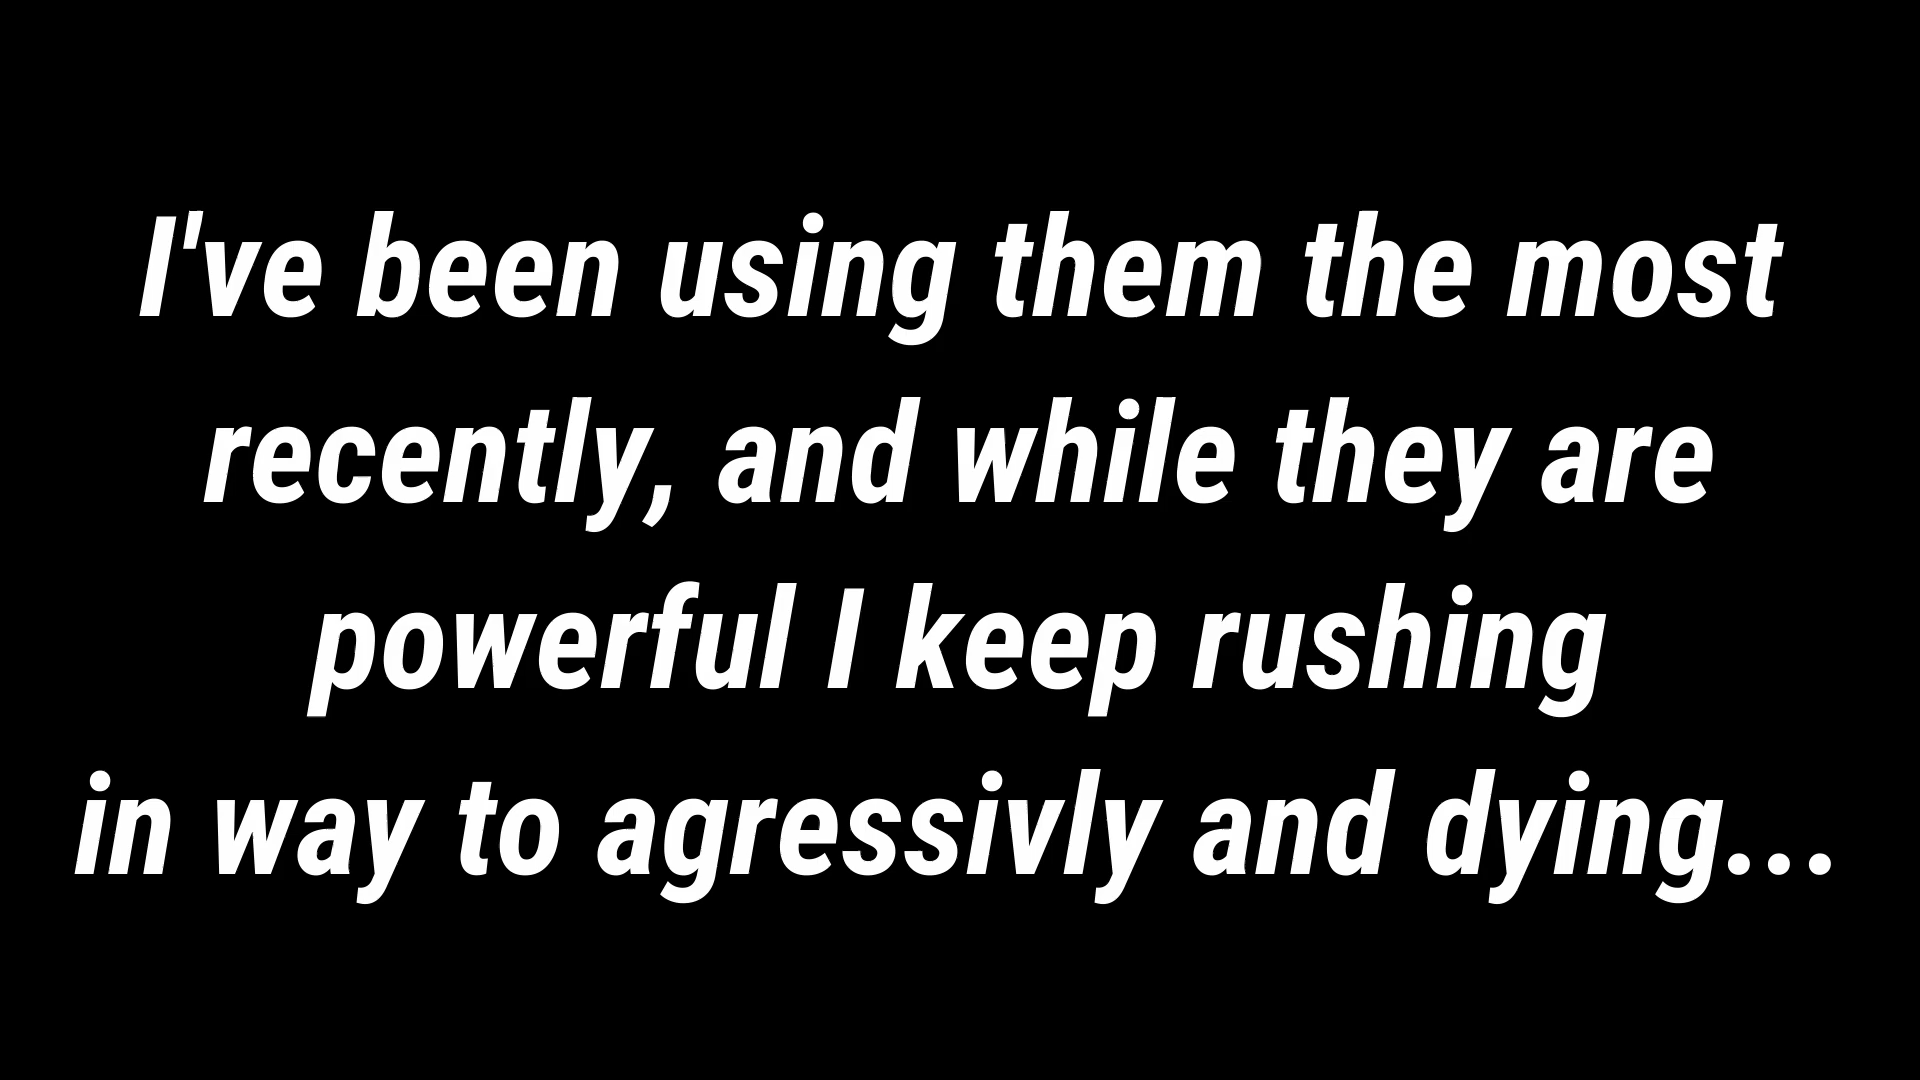 I've been using them the most
recently, and while they are
powerful I keep rushing
in way to agressivly and dying...